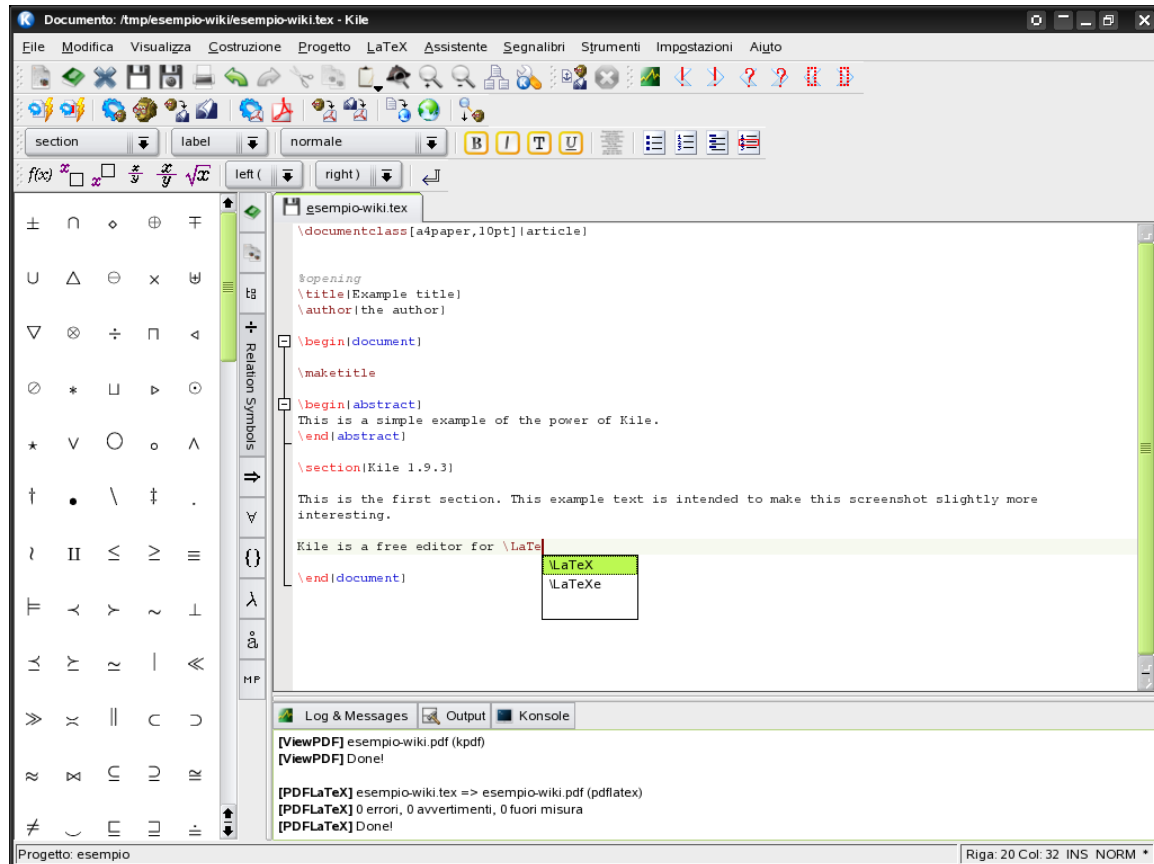 Documento: /tmp/esempio-wiki/esempio-wiki.tex - Kile
File Modifica Visualizza Costruzione Progetto LaTeX Assistente Segnalibri Strumenti Impostazioni Aiuto
section label normale B I T U
f(x) x x x/y x/y √x left ( right )
esempio-wiki.tex
\documentclass[a4paper,10pt]{article}
%opening
\title{Example title}
\author{the author}
\begin{document}
\maketitle
\begin{abstract}
This is a simple example of the power of Kile.
\end{abstract}
\section{Kile 1.9.3}
This is the first section. This example text is intended to make this screenshot slightly more
interesting.
Kile is a free editor for \LaTe
\LaTeX
\LaTeXe
\end{document}
Relation Symbols
MP
Log & Messages Output Konsole
[ViewPDF] esempio-wiki.pdf (kpdf)
[ViewPDF] Done!
[PDFLaTeX] esempio-wiki.tex => esempio-wiki.pdf (pdflatex)
[PDFLaTeX] 0 errori, 0 avvertimenti, 0 fuori misura
[PDFLaTeX] Done!
Progetto: esempio Riga: 20 Col: 32 INS NORM *